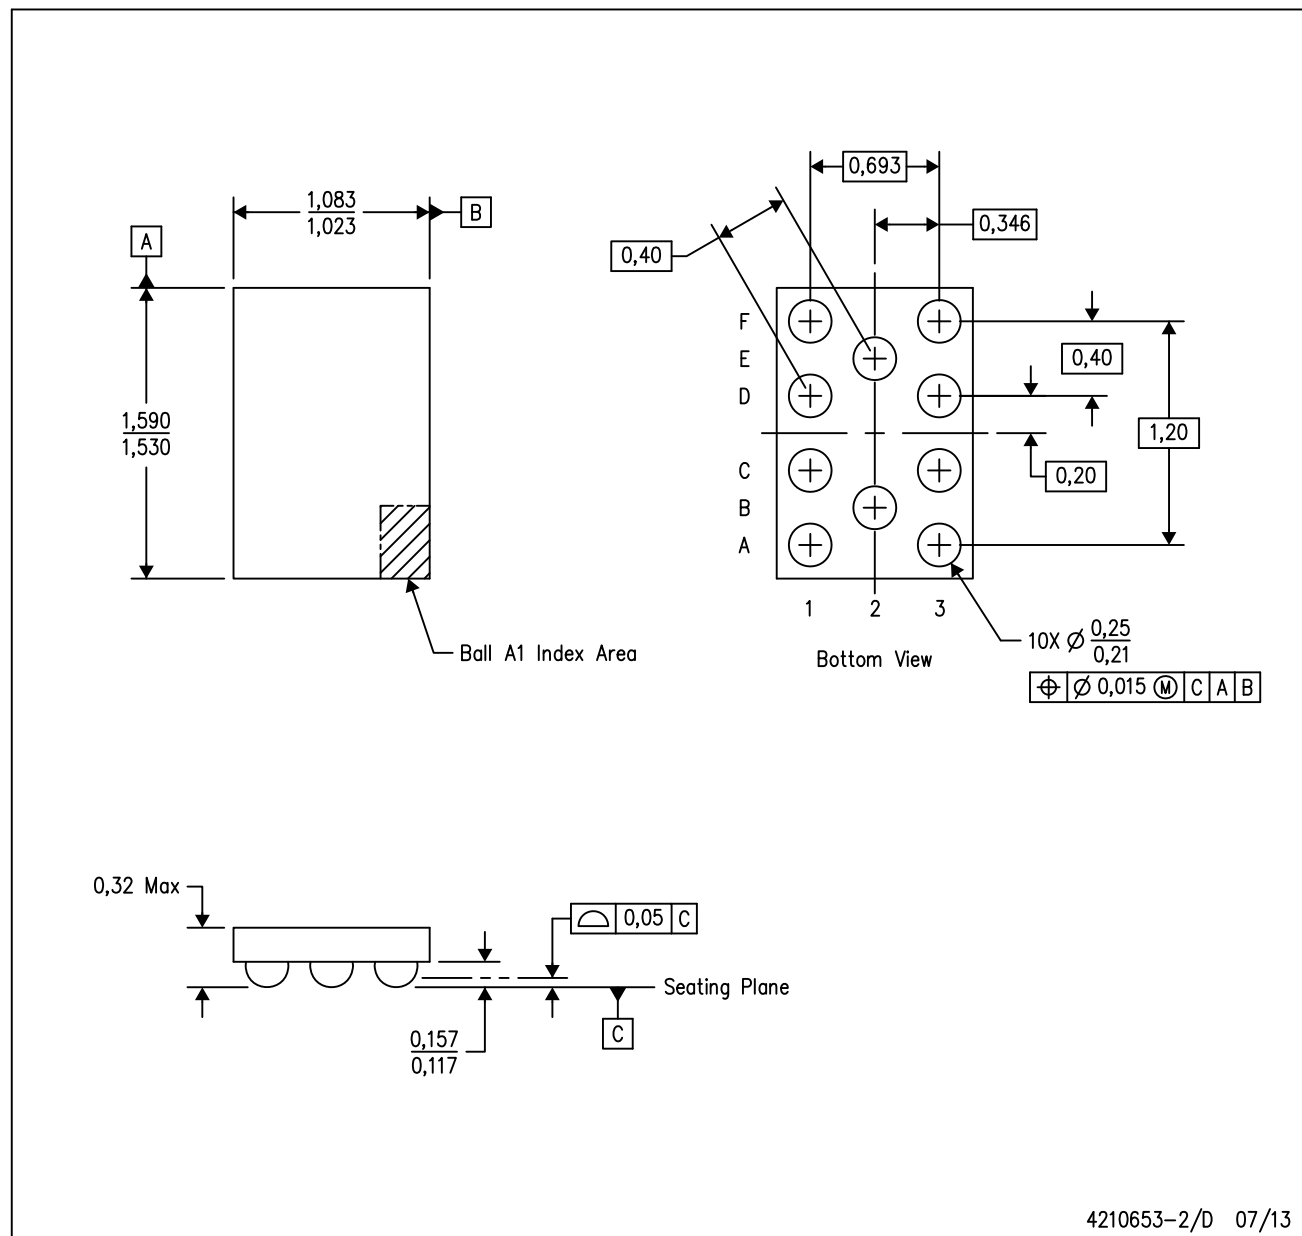 0,693
1,083
1,023
B
0,346
A
0,40
F
E
0,40
D
1,590
1,530
1,20
C
0,20
B
A
1 2 3
10X Ø 0,25
0,21
Ball A1 Index Area
Bottom View
⌖ Ø 0,015 Ⓜ C A B
0,32 Max
⌓ 0,05 C
Seating Plane
C
0,157
0,117
4210653-2/D 07/13